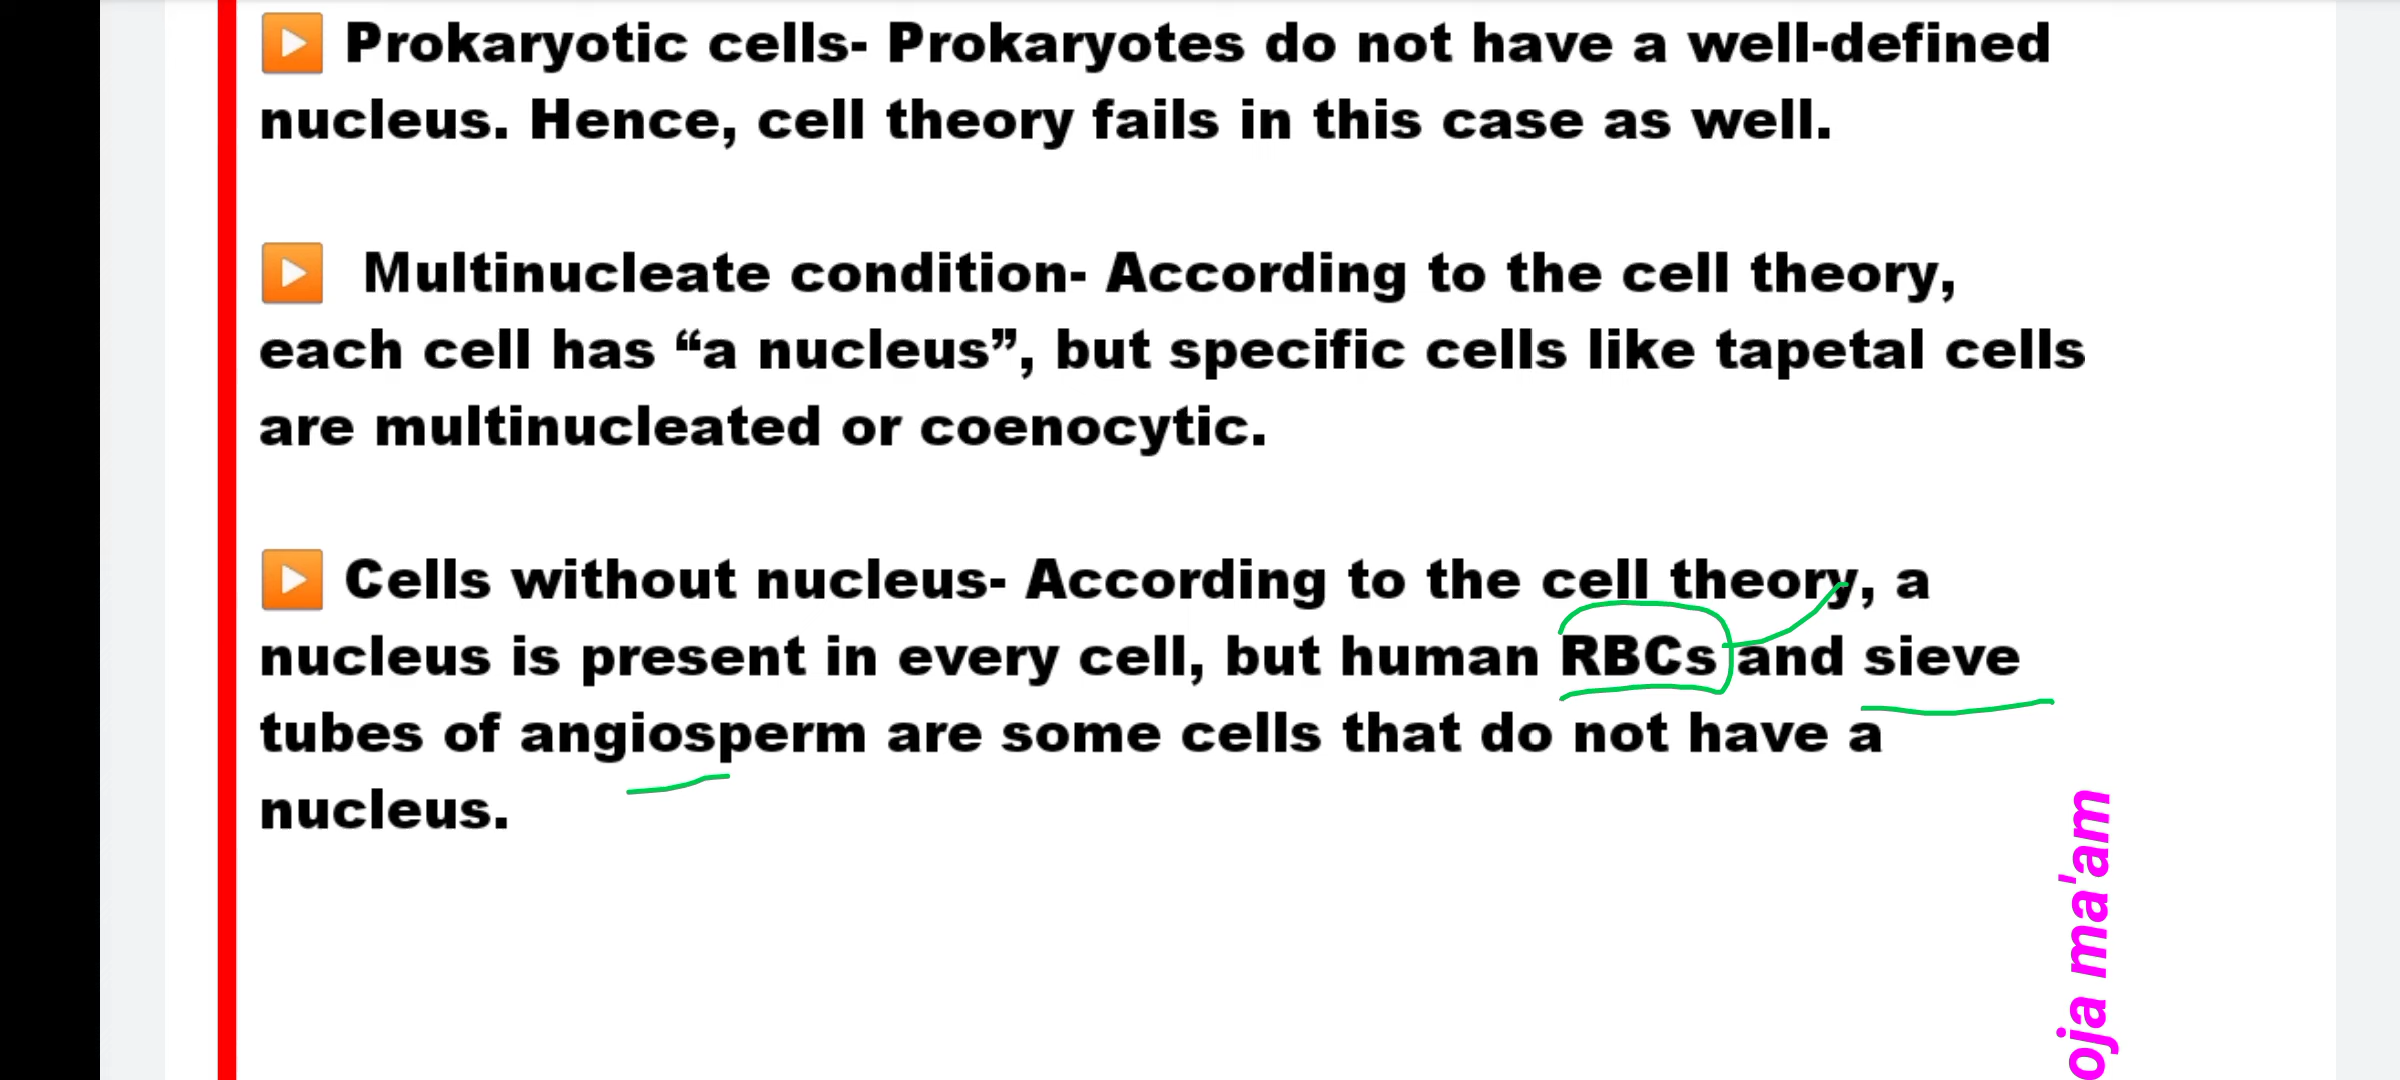 ▶ Prokaryotic cells- Prokaryotes do not have a well-defined
nucleus. Hence, cell theory fails in this case as well.
▶ Multinucleate condition- According to the cell theory,
each cell has “a nucleus”, but specific cells like tapetal cells
are multinucleated or coenocytic.
▶ Cells without nucleus- According to the cell theory, a
nucleus is present in every cell, but human RBCs and sieve
tubes of angiosperm are some cells that do not have a
nucleus.
oja ma'am